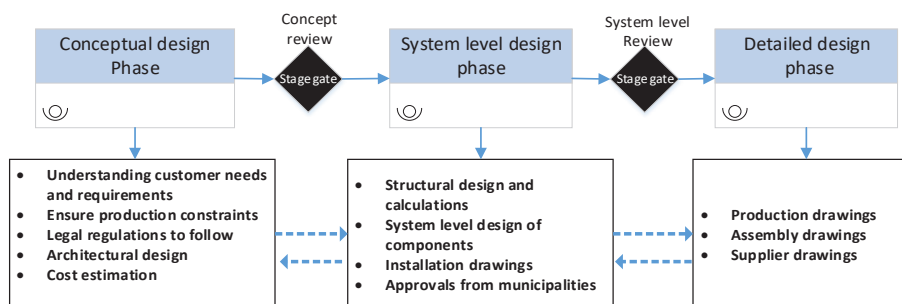 Concept
review
System level
Review
Conceptual design
Phase
Stage gate
System level design
phase
Stage gate
Detailed design
phase
• Understanding customer needs
and requirements
• Ensure production constraints
• Legal regulations to follow
• Architectural design
• Cost estimation
• Structural design and
calculations
• System level design of
components
• Installation drawings
• Approvals from municipalities
• Production drawings
• Assembly drawings
• Supplier drawings